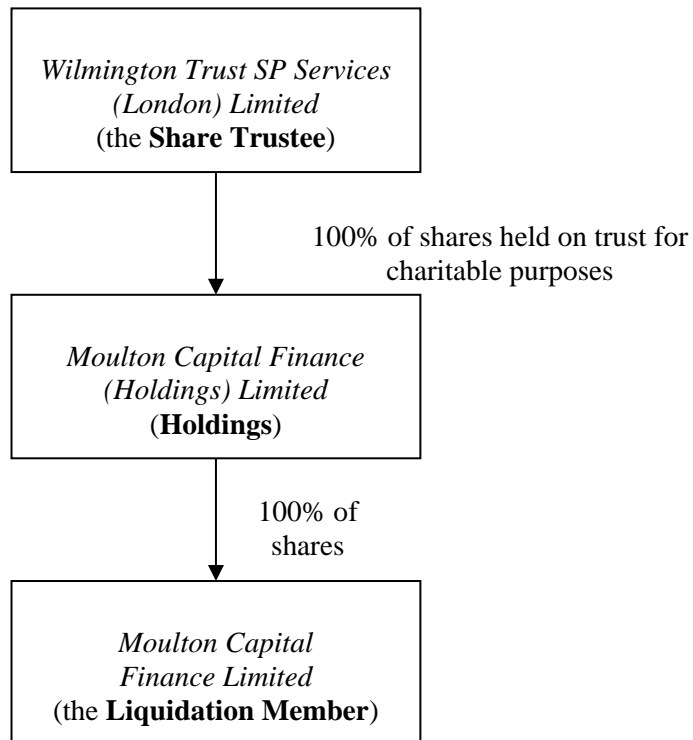 Wilmington Trust SP Services
(London) Limited
(the Share Trustee)
100% of shares held on trust for
charitable purposes
Moulton Capital Finance
(Holdings) Limited
(Holdings)
100% of
shares
Moulton Capital
Finance Limited
(the Liquidation Member)